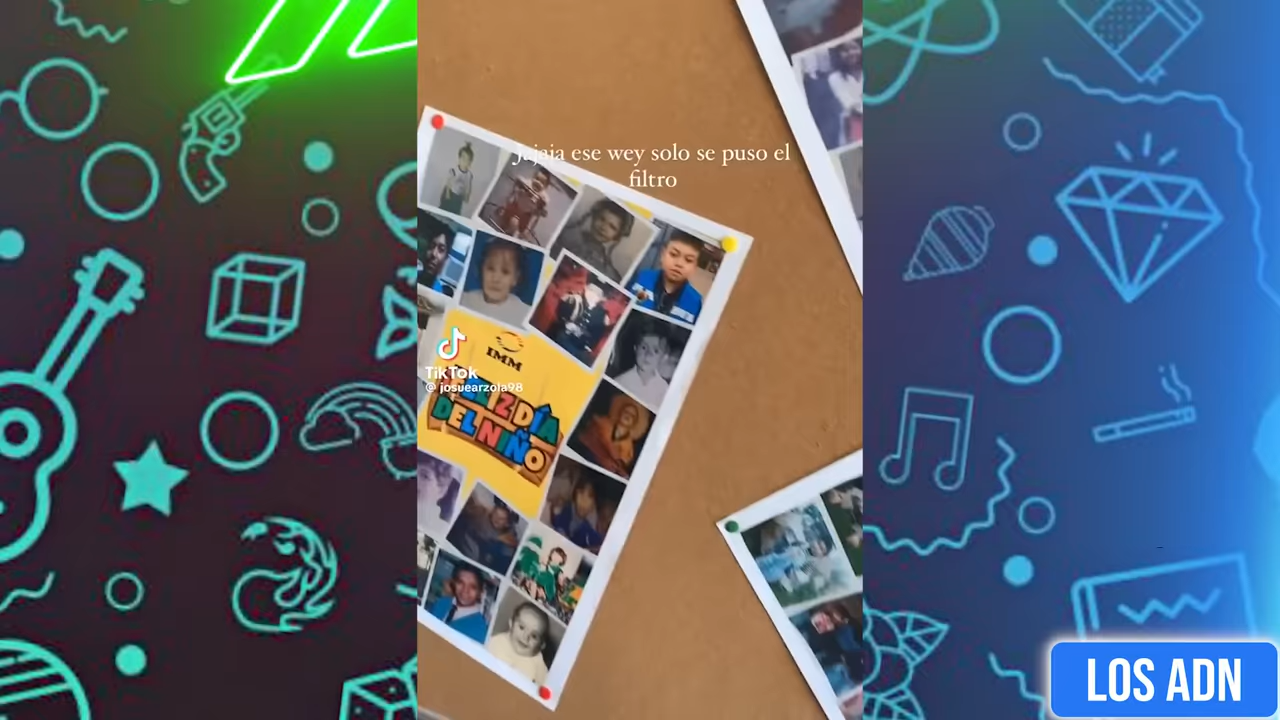 Jajaja ese wey solo se puso el
filtro
IMM
TikTok
@ josuearzola98
FELIZ DÍA
DEL NIÑO
LOS ADN